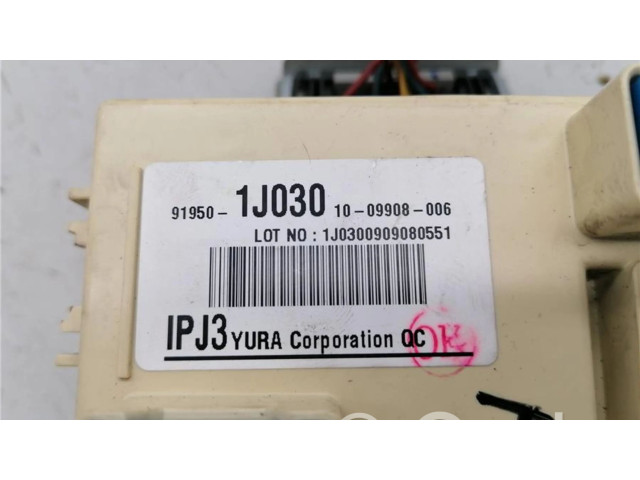 91950- 1J030 10-09908-006
LOT NO : 1J0300909080551
IPJ3 YURA Corporation QC
OK